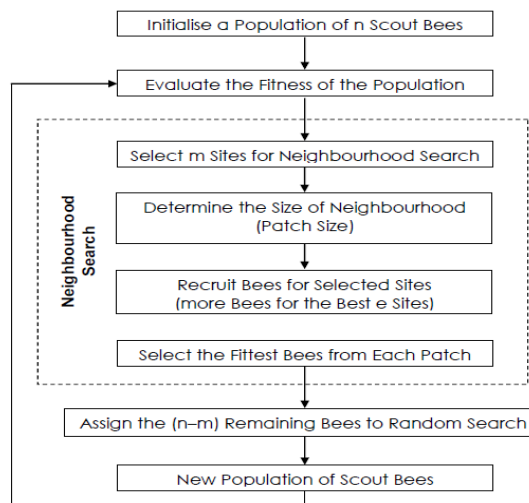 Initialise a Population of n Scout Bees
Evaluate the Fitness of the Population
Neighbourhood
Search
Select m Sites for Neighbourhood Search
Determine the Size of Neighbourhood
(Patch Size)
Recruit Bees for Selected Sites
(more Bees for the Best e Sites)
Select the Fittest Bees from Each Patch
Assign the (n–m) Remaining Bees to Random Search
New Population of Scout Bees